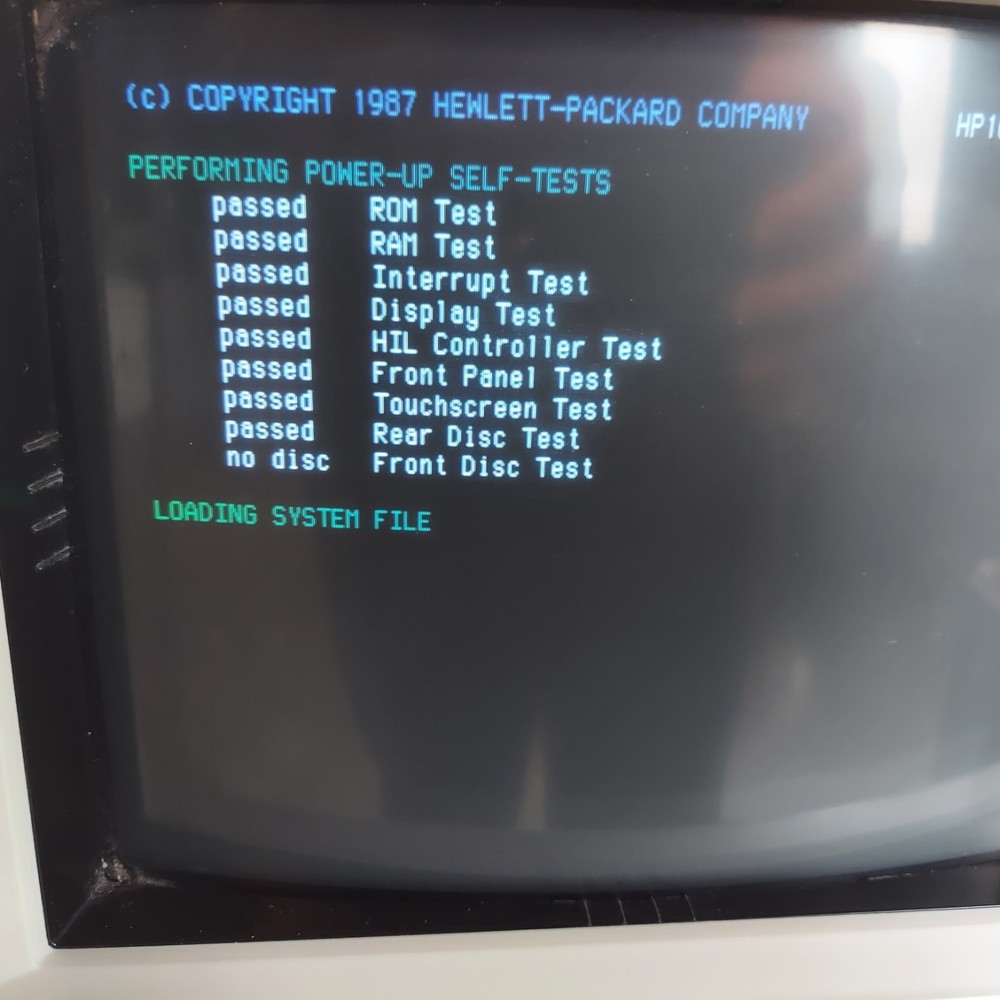 (c) COPYRIGHT 1987 HEWLETT-PACKARD COMPANY
PERFORMING POWER-UP SELF-TESTS
passed ROM Test
passed RAM Test
passed Interrupt Test
passed Display Test
passed HIL Controller Test
passed Front Panel Test
passed Touchscreen Test
passed Rear Disc Test
no disc Front Disc Test
LOADING SYSTEM FILE